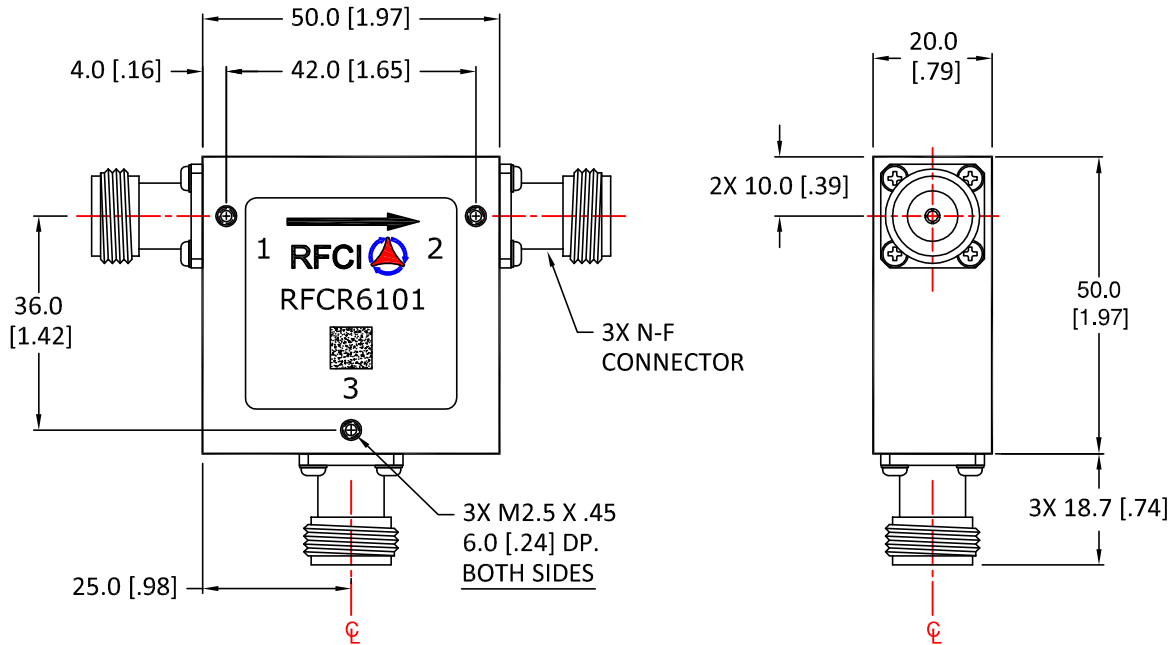 50.0 [1.97]
4.0 [.16]
42.0 [1.65]
20.0
[.79]
2X 10.0 [.39]
1
2
RFCI
RFCR6101
3
36.0
[1.42]
3X N-F
CONNECTOR
50.0
[1.97]
3X M2.5 X .45
6.0 [.24] DP.
BOTH SIDES
3X 18.7 [.74]
25.0 [.98]
℄
℄